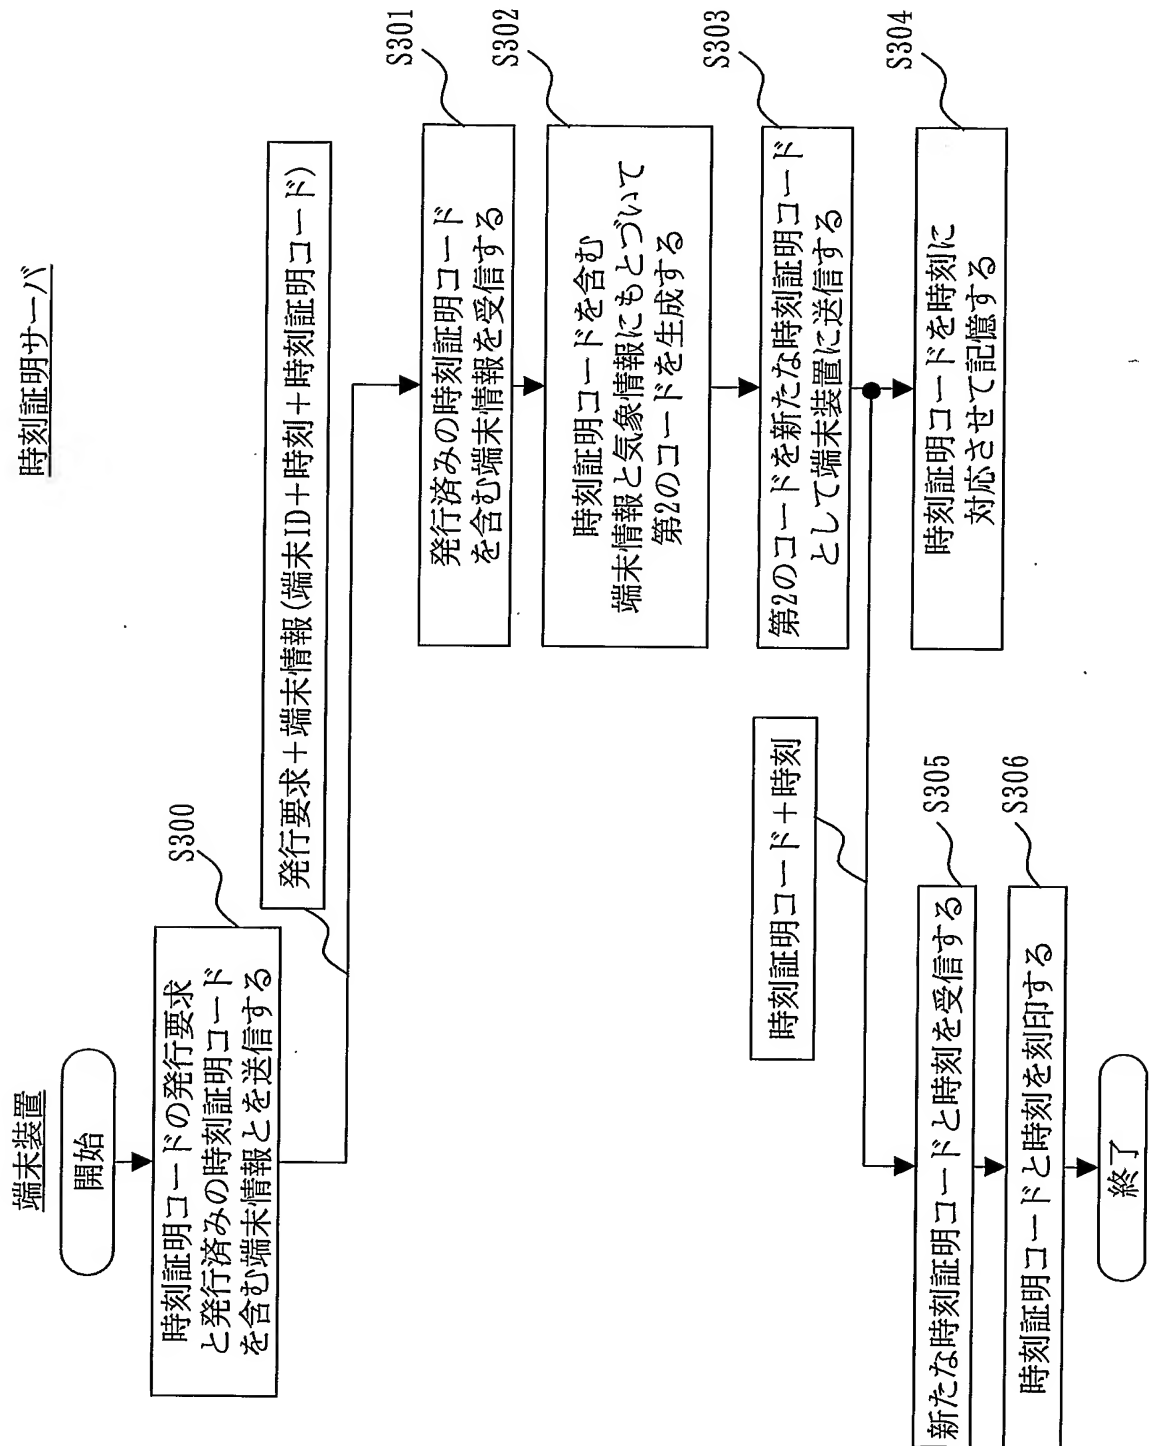 端末装置
時刻証明サーバ
開始
S300
時刻証明コードの発行要求
と発行済みの時刻証明コード
を含む端末情報とを送信する
発行要求＋端末情報(端末ID＋時刻＋時刻証明コード)
S301
発行済みの時刻証明コード
を含む端末情報を受信する
S302
時刻証明コードを含む
端末情報と気象情報にもとづいて
第2のコードを生成する
S303
第2のコードを新たな時刻証明コード
として端末装置に送信する
時刻証明コード＋時刻
S304
時刻証明コードを時刻に
対応させて記憶する
S305
新たな時刻証明コードと時刻を受信する
S306
時刻証明コードと時刻を刻印する
終了